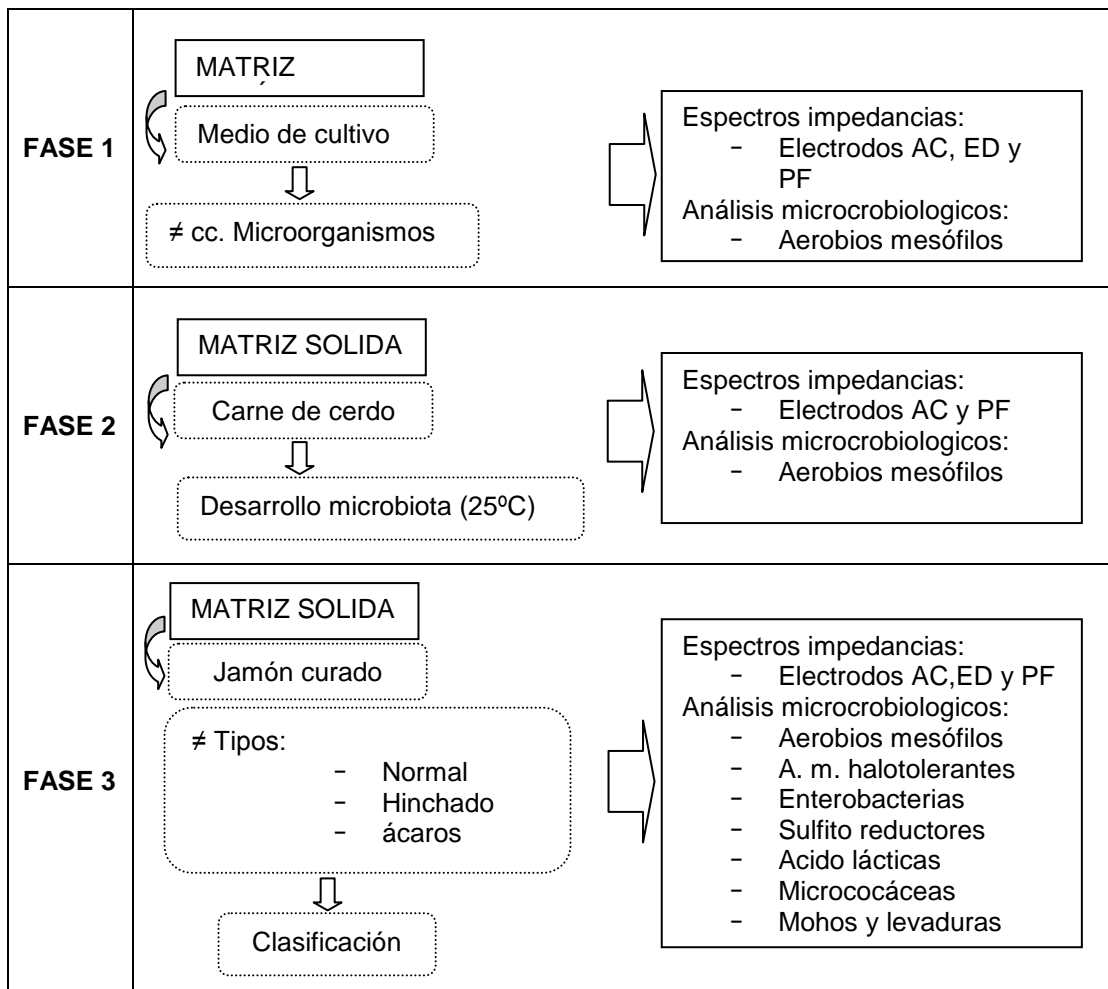 FASE 1
MATRIZ
Medio de cultivo
≠ cc. Microorganismos
Espectros impedancias:
- Electrodos AC, ED y
PF
Análisis microcrobiologicos:
- Aerobios mesófilos
FASE 2
MATRIZ SOLIDA
Carne de cerdo
Desarrollo microbiota (25ºC)
Espectros impedancias:
- Electrodos AC y PF
Análisis microcrobiologicos:
- Aerobios mesófilos
FASE 3
MATRIZ SOLIDA
Jamón curado
≠ Tipos:
- Normal
- Hinchado
- ácaros
Clasificación
Espectros impedancias:
- Electrodos AC,ED y PF
Análisis microcrobiologicos:
- Aerobios mesófilos
- A. m. halotolerantes
- Enterobacterias
- Sulfito reductores
- Acido lácticas
- Micrococáceas
- Mohos y levaduras